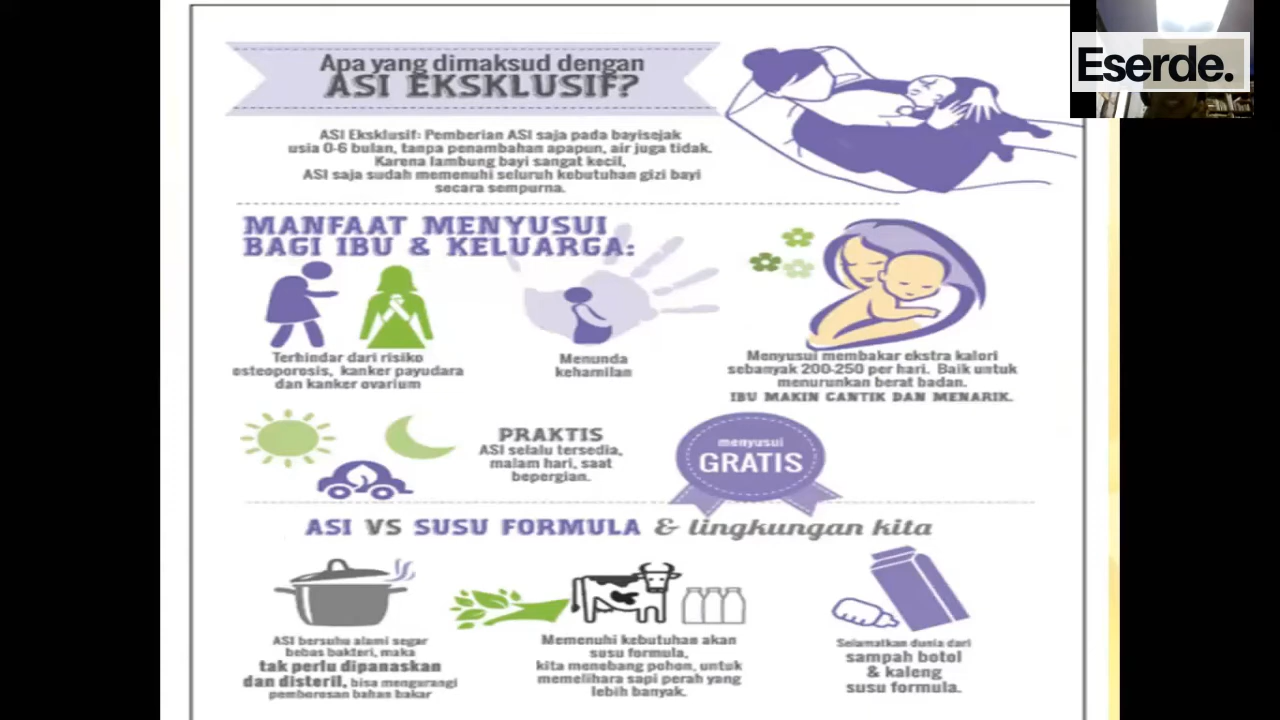 Eserde.
Apa yang dimaksud dengan
ASI EKSKLUSIF?
ASI Eksklusif: Pemberian ASI saja pada bayisejak
usia 0-6 bulan, tanpa penambahan apapun, air juga tidak.
Karena lambung bayi sangat kecil,
ASI saja sudah memenuhi seluruh kebutuhan gizi bayi
secara sempurna.
MANFAAT MENYUSUI
BAGI IBU & KELUARGA:
Terhindar dari risiko
osteoporosis, kanker payudara
dan kanker ovarium
Menunda
kehamilan
Menyusui membakar ekstra kalori
sebanyak 200-250 per hari. Baik untuk
menurunkan berat badan.
IBU MAKIN CANTIK DAN MENARIK.
PRAKTIS
ASI selalu tersedia,
malam hari, saat
bepergian.
menyusui
GRATIS
ASI VS SUSU FORMULA & lingkungan kita
ASI bersuhu alami segar
bebas bakteri, maka
tak perlu dipanaskan
dan disteril, bisa mengurangi
pemborosan bahan bakar
Memenuhi kebutuhan akan
susu formula,
kita menebang pohon, untuk
memelihara sapi perah yang
lebih banyak.
Selamatkan dunia dari
sampah botol
& kaleng
susu formula.